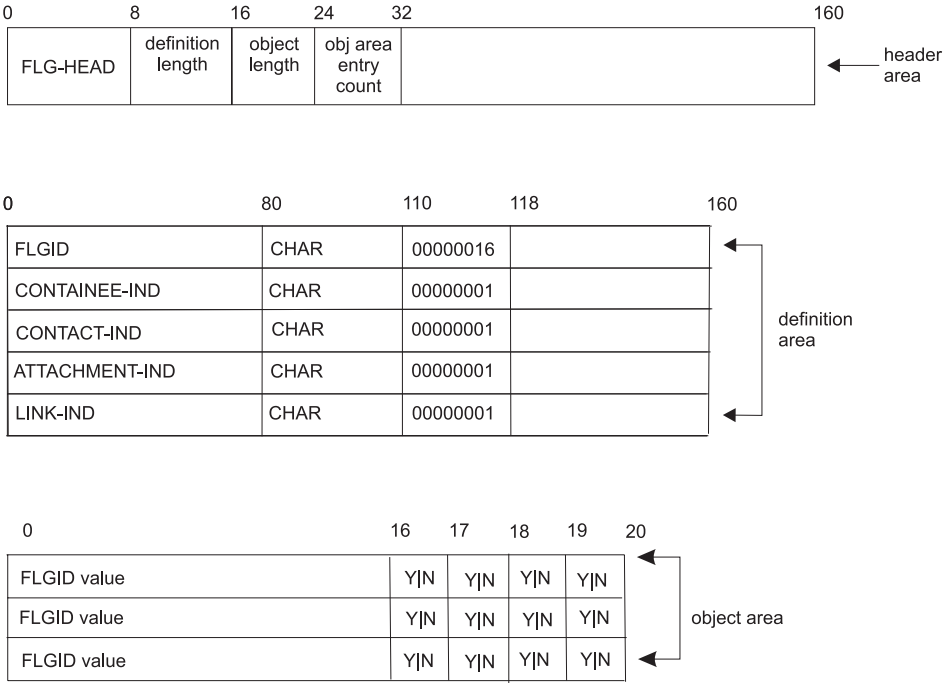 0 8 16 24 32 160
FLG-HEAD definition length object length obj area entry count
header area
0 80 110 118 160
FLGID CHAR 00000016
CONTAINEE-IND CHAR 00000001
CONTACT-IND CHAR 00000001
ATTACHMENT-IND CHAR 00000001
LINK-IND CHAR 00000001
definition area
0 16 17 18 19 20
FLGID value Y|N Y|N Y|N Y|N
FLGID value Y|N Y|N Y|N Y|N
FLGID value Y|N Y|N Y|N Y|N
object area